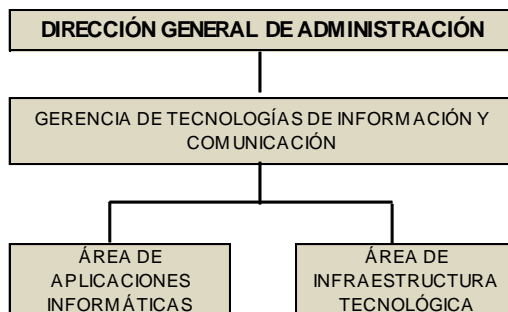 DIRECCIÓN GENERAL DE ADMINISTRACIÓN
GERENCIA DE TECNOLOGÍAS DE INFORMACIÓN Y
COMUNICACIÓN
ÁREA DE
APLICACIONES
INFORMÁTICAS
ÁREA DE
INFRAESTRUCTURA
TECNOLÓGICA